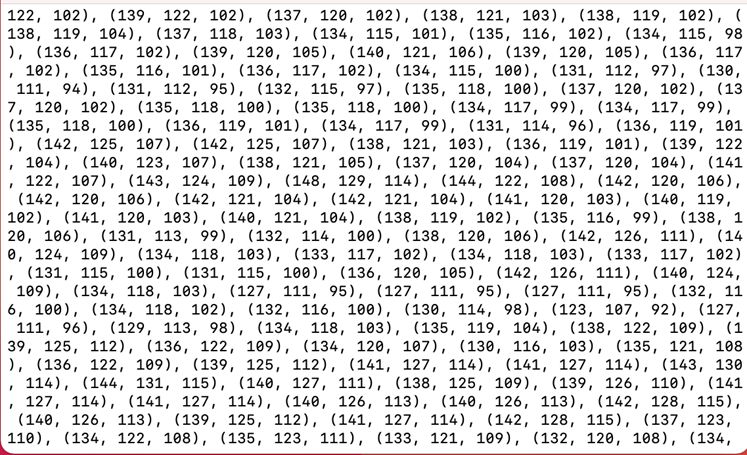 122, 102), (139, 122, 102), (137, 120, 102), (138, 121, 103), (138, 119, 102), (
138, 119, 104), (137, 118, 103), (134, 115, 101), (135, 116, 102), (134, 115, 98
), (136, 117, 102), (139, 120, 105), (140, 121, 106), (139, 120, 105), (136, 117
, 102), (135, 116, 101), (136, 117, 102), (134, 115, 100), (131, 112, 97), (130,
111, 94), (131, 112, 95), (132, 115, 97), (135, 118, 100), (137, 120, 102), (13
7, 120, 102), (135, 118, 100), (135, 118, 100), (134, 117, 99), (134, 117, 99),
(135, 118, 100), (136, 119, 101), (134, 117, 99), (131, 114, 96), (136, 119, 101
), (142, 125, 107), (142, 125, 107), (138, 121, 103), (136, 119, 101), (139, 122
, 104), (140, 123, 107), (138, 121, 105), (137, 120, 104), (137, 120, 104), (141
, 122, 107), (143, 124, 109), (148, 129, 114), (144, 122, 108), (142, 120, 106),
(142, 120, 106), (142, 121, 104), (142, 121, 104), (141, 120, 103), (140, 119,
102), (141, 120, 103), (140, 121, 104), (138, 119, 102), (135, 116, 99), (138, 1
20, 106), (131, 113, 99), (132, 114, 100), (138, 120, 106), (142, 126, 111), (14
0, 124, 109), (134, 118, 103), (133, 117, 102), (134, 118, 103), (133, 117, 102)
, (131, 115, 100), (131, 115, 100), (136, 120, 105), (142, 126, 111), (140, 124,
109), (134, 118, 103), (127, 111, 95), (127, 111, 95), (127, 111, 95), (132, 11
6, 100), (134, 118, 102), (132, 116, 100), (130, 114, 98), (123, 107, 92), (127,
111, 96), (129, 113, 98), (134, 118, 103), (135, 119, 104), (138, 122, 109), (1
39, 125, 112), (136, 122, 109), (134, 120, 107), (130, 116, 103), (135, 121, 108
), (136, 122, 109), (139, 125, 112), (141, 127, 114), (141, 127, 114), (143, 130
, 114), (144, 131, 115), (140, 127, 111), (138, 125, 109), (139, 126, 110), (141
, 127, 114), (141, 127, 114), (140, 126, 113), (140, 126, 113), (142, 128, 115),
(140, 126, 113), (139, 125, 112), (141, 127, 114), (142, 128, 115), (137, 123,
110), (134, 122, 108), (135, 123, 111), (133, 121, 109), (132, 120, 108), (134,